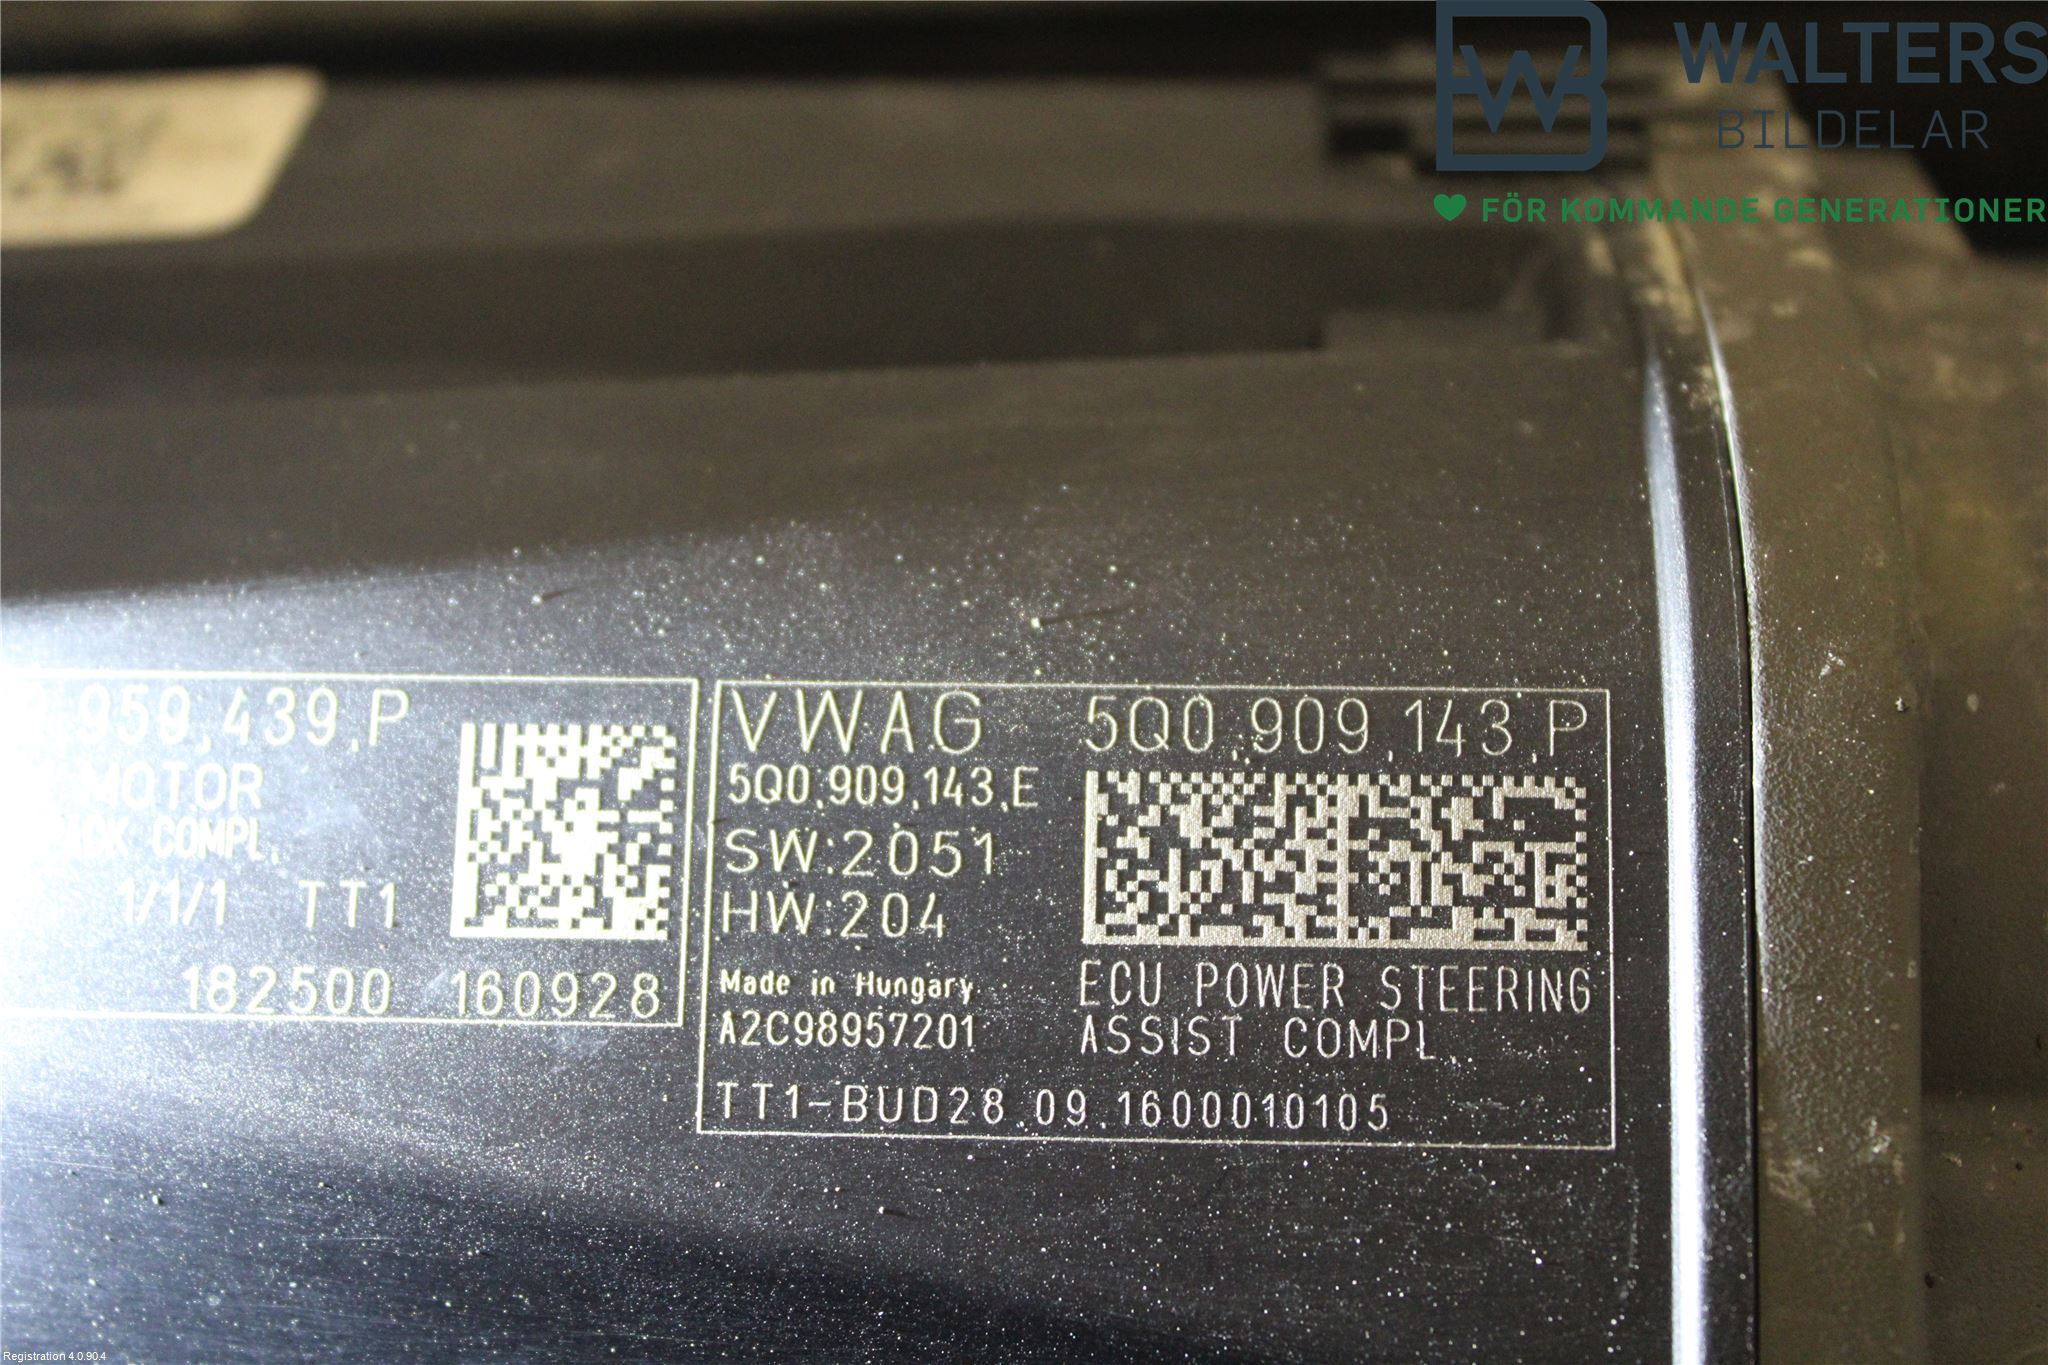 WALTERS
BILDELAR
FÖR KOMMANDE GENERATIONER
959.439.P
MOTOR
COMPL.
1/1/1 TT1
182500 160928
VWAG 5Q0.909.143.P
5Q0.909.143.E
SW:2051
HW:204
Made in Hungary
A2C98957201
ECU POWER STEERING
ASSIST COMPL.
TT1-BUD28.09.1600010105
Registration 4.0.90.4